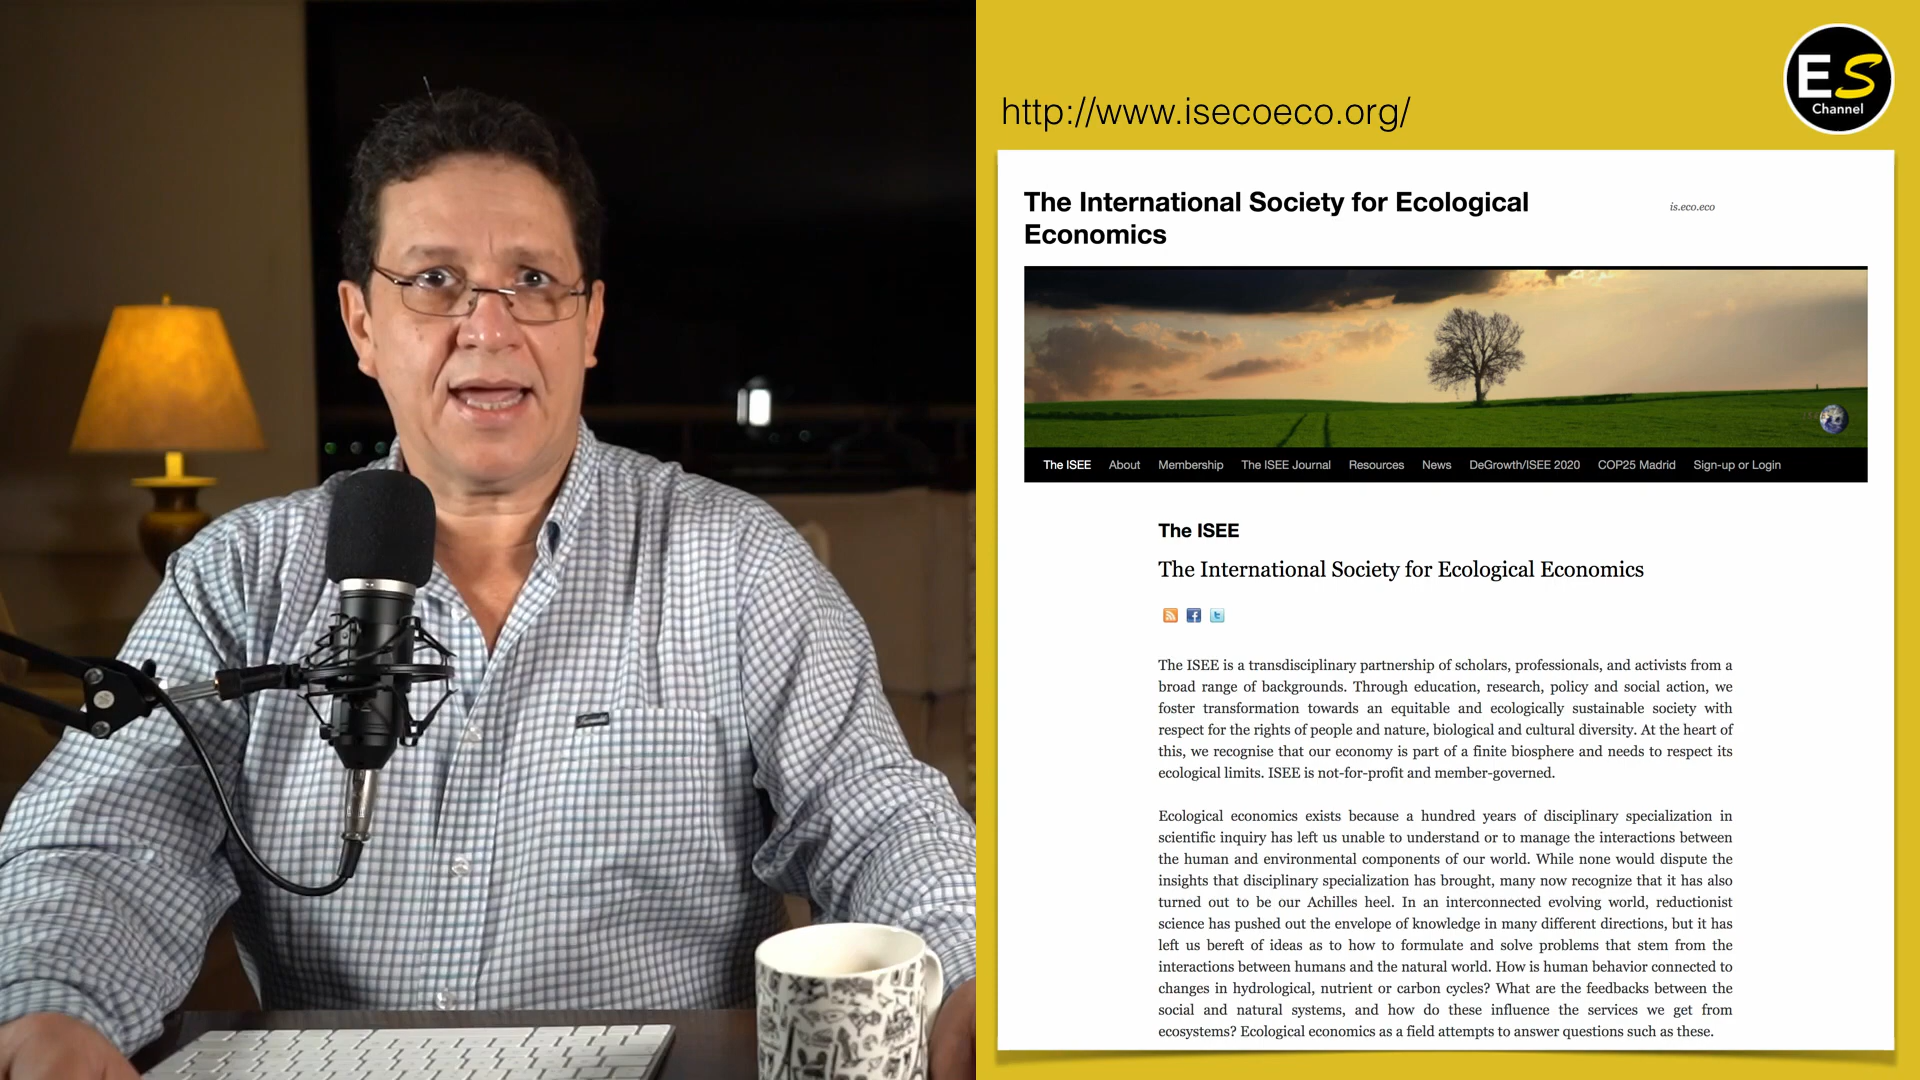 http://www.isecoeco.org/
ES
Channel
The International Society for Ecological
Economics
is.eco.eco
The ISEE About Membership The ISEE Journal Resources News DeGrowth/ISEE 2020 COP25 Madrid Sign-up or Login
The ISEE
The International Society for Ecological Economics
The ISEE is a transdisciplinary partnership of scholars, professionals, and activists from a
broad range of backgrounds. Through education, research, policy and social action, we
foster transformation towards an equitable and ecologically sustainable society with
respect for the rights of people and nature, biological and cultural diversity. At the heart of
this, we recognise that our economy is part of a finite biosphere and needs to respect its
ecological limits. ISEE is not-for-profit and member-governed.
Ecological economics exists because a hundred years of disciplinary specialization in
scientific inquiry has left us unable to understand or to manage the interactions between
the human and environmental components of our world. While none would dispute the
insights that disciplinary specialization has brought, many now recognize that it has also
turned out to be our Achilles heel. In an interconnected evolving world, reductionist
science has pushed out the envelope of knowledge in many different directions, but it has
left us bereft of ideas as to how to formulate and solve problems that stem from the
interactions between humans and the natural world. How is human behavior connected to
changes in hydrological, nutrient or carbon cycles? What are the feedbacks between the
social and natural systems, and how do these influence the services we get from
ecosystems? Ecological economics as a field attempts to answer questions such as these.